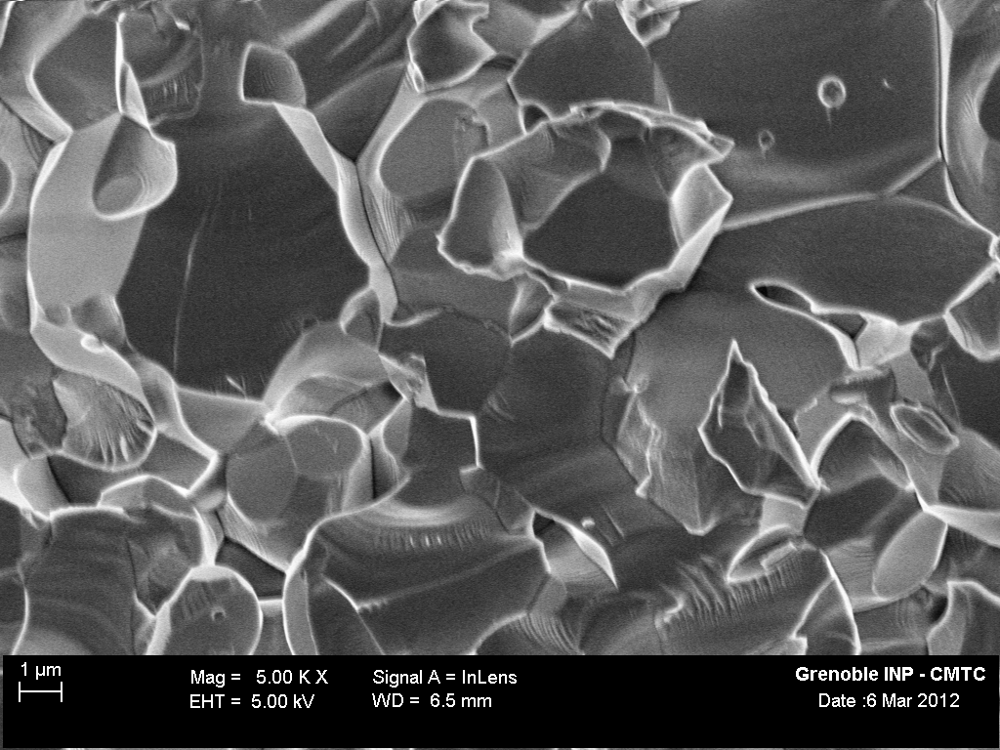 1 µm
Mag = 5.00 K X
EHT = 5.00 kV
Signal A = InLens
WD = 6.5 mm
Grenoble INP - CMTC
Date :6 Mar 2012